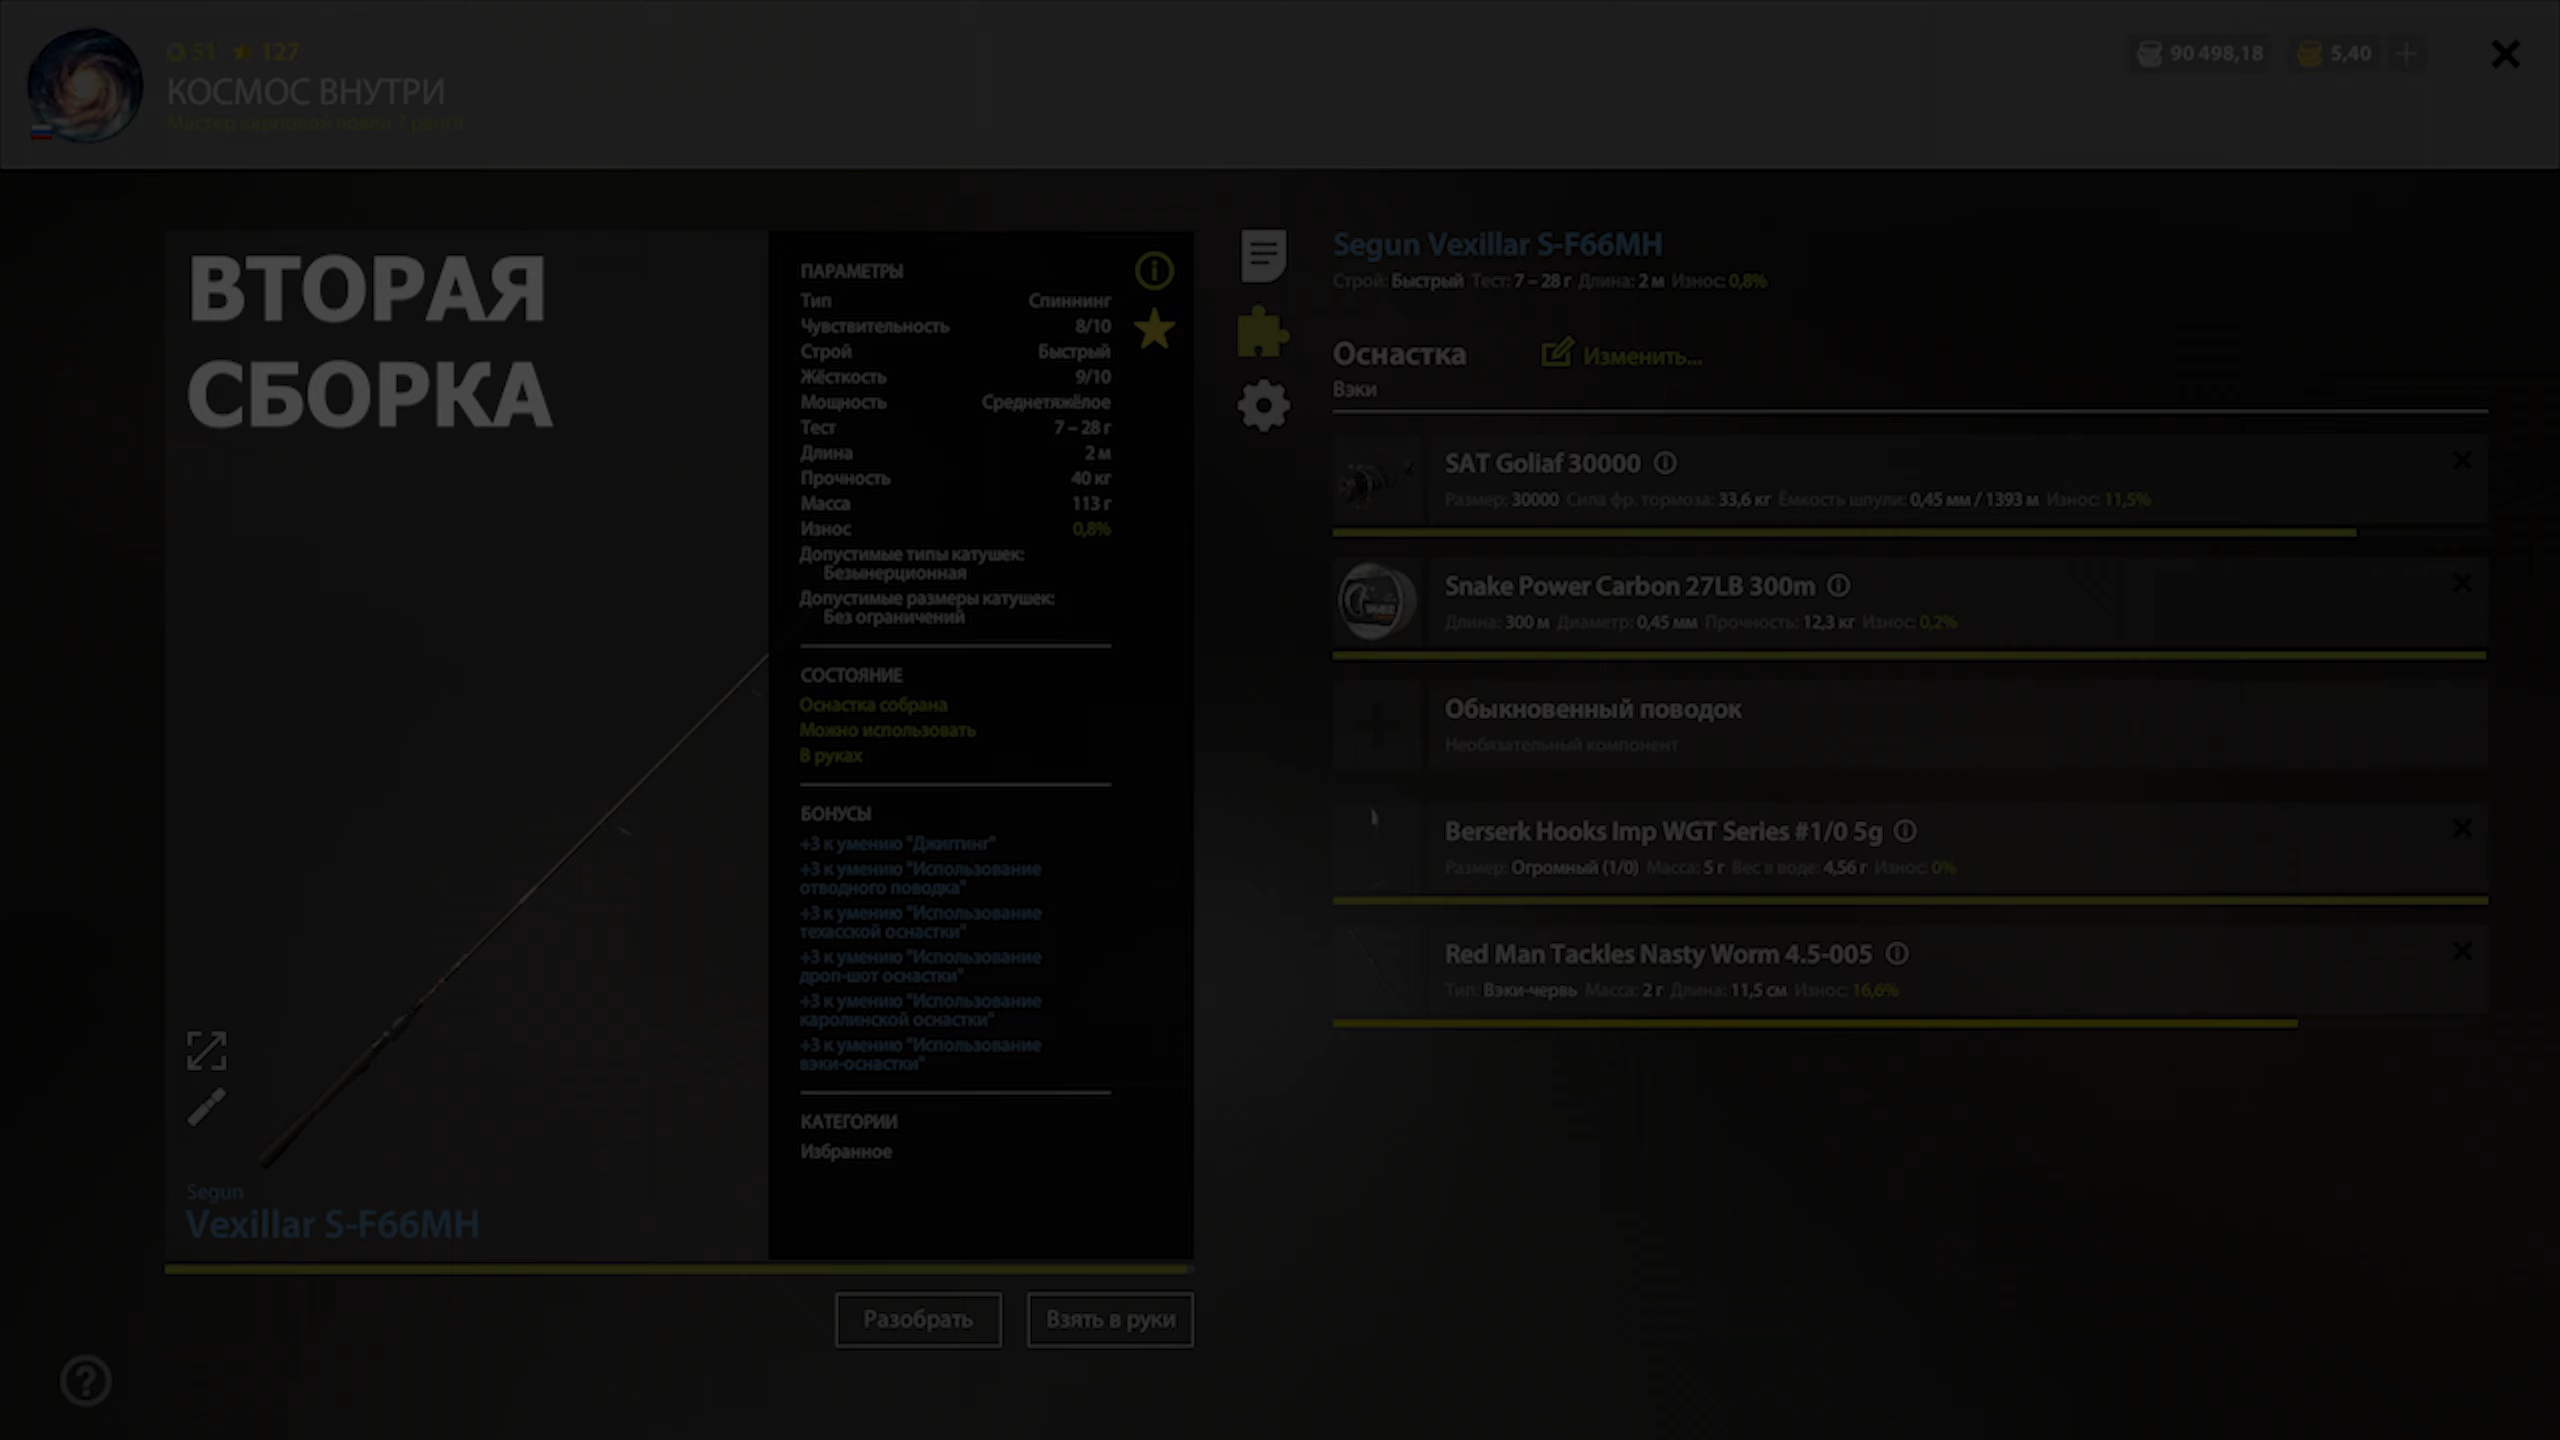 51 127
КОСМОС ВНУТРИ
Мастер карповой ловли 7 ранга
90 498,18 5,40
ВТОРАЯ
СБОРКА
Segun
Vexillar S-F66MH
ПАРАМЕТРЫ
Тип Спиннинг
Чувствительность 8/10
Строй Быстрый
Жёсткость 9/10
Мощность Среднетяжёлое
Тест 7 – 28 г
Длина 2 м
Прочность 40 кг
Масса 113 г
Износ 0,8%
Допустимые типы катушек:
Безынерционная
Допустимые размеры катушек:
Без ограничений
СОСТОЯНИЕ
Оснастка собрана
Можно использовать
В руках
БОНУСЫ
+3 к умению "Джиггинг"
+3 к умению "Использование
отводного поводка"
+3 к умению "Использование
техасской оснастки"
+3 к умению "Использование
дроп-шот оснастки"
+3 к умению "Использование
каролинской оснастки"
+3 к умению "Использование
вэки-оснастки"
КАТЕГОРИИ
Избранное
Разобрать Взять в руки
Segun Vexillar S-F66MH
Строй: Быстрый Тест: 7 – 28 г Длина: 2 м Износ: 0,8%
Оснастка Изменить...
Вэки
SAT Goliaf 30000
Размер: 30000 Сила фр. тормоза: 33,6 кг Ёмкость шпули: 0,45 мм / 1393 м Износ: 11,5%
Snake Power Carbon 27LB 300m
Длина: 300 м Диаметр: 0,45 мм Прочность: 12,3 кг Износ: 0,2%
Обыкновенный поводок
Необязательный компонент
Berserk Hooks Imp WGT Series #1/0 5g
Размер: Огромный (1/0) Масса: 5 г Вес в воде: 4,56 г Износ: 0%
Red Man Tackles Nasty Worm 4.5-005
Тип: Вэки-червь Масса: 2 г Длина: 11,5 см Износ: 16,6%